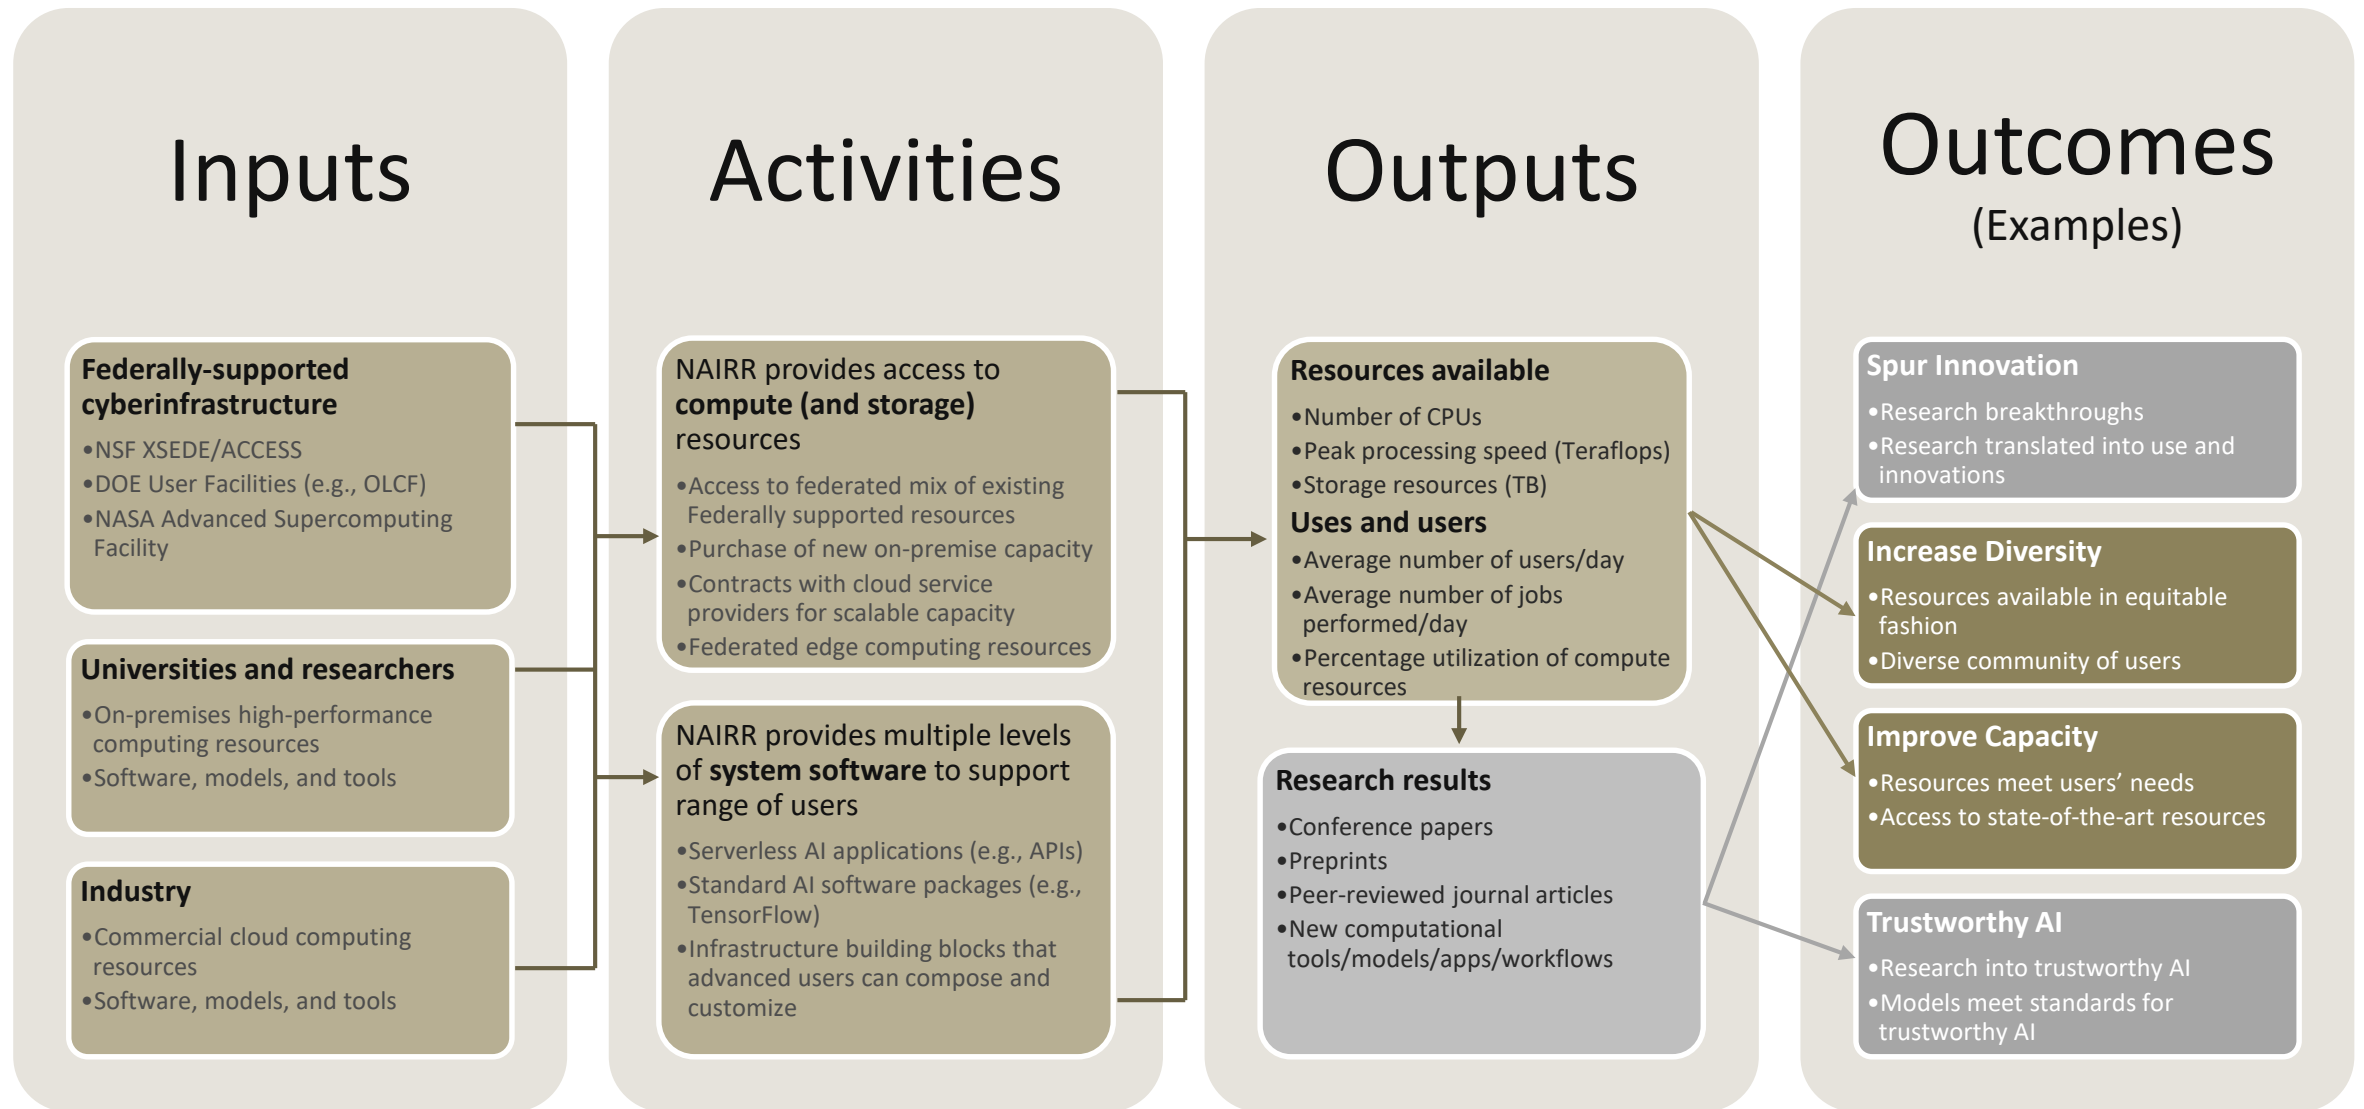 Inputs
Federally-supported
cyberinfrastructure
•NSF XSEDE/ACCESS
•DOE User Facilities (e.g., OLCF)
•NASA Advanced Supercomputing
Facility
Universities and researchers
•On-premises high-performance
computing resources
•Software, models, and tools
Industry
•Commercial cloud computing
resources
•Software, models, and tools
Activities
NAIRR provides access to
compute (and storage)
resources
•Access to federated mix of existing
Federally supported resources
•Purchase of new on-premise capacity
•Contracts with cloud service
providers for scalable capacity
•Federated edge computing resources
NAIRR provides multiple levels
of system software to support
range of users
•Serverless AI applications (e.g., APIs)
•Standard AI software packages (e.g.,
TensorFlow)
•Infrastructure building blocks that
advanced users can compose and
customize
Outputs
Resources available
•Number of CPUs
•Peak processing speed (Teraflops)
•Storage resources (TB)
Uses and users
•Average number of users/day
•Average number of jobs
performed/day
•Percentage utilization of compute
resources
Research results
•Conference papers
•Preprints
•Peer-reviewed journal articles
•New computational
tools/models/apps/workflows
Outcomes
(Examples)
Spur Innovation
•Research breakthroughs
•Research translated into use and
innovations
Increase Diversity
•Resources available in equitable
fashion
•Diverse community of users
Improve Capacity
•Resources meet users’ needs
•Access to state-of-the-art resources
Trustworthy AI
•Research into trustworthy AI
•Models meet standards for
trustworthy AI